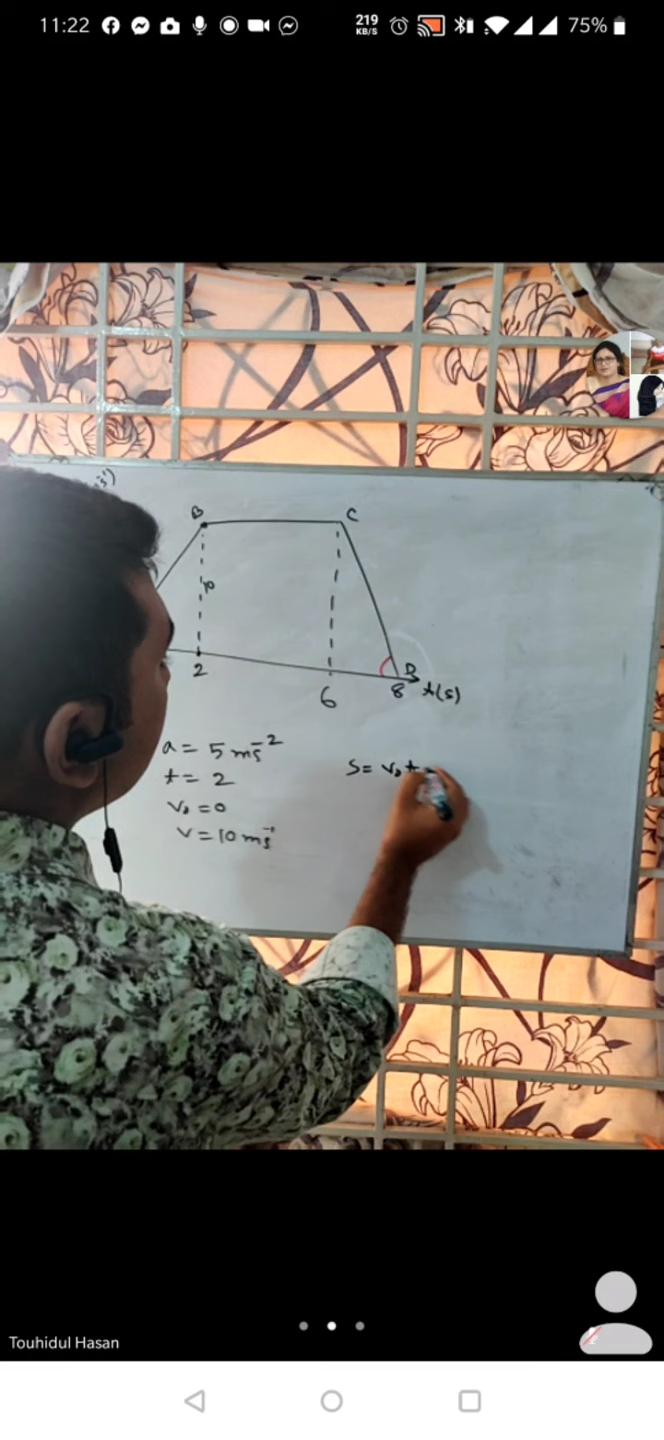 11:22
219
KB/S
75%
B
C
10
2
6
8
D
t(s)
a = 5 ms⁻²
t = 2
v₀ = 0
v = 10 ms⁻¹
S = v₀t
Touhidul Hasan